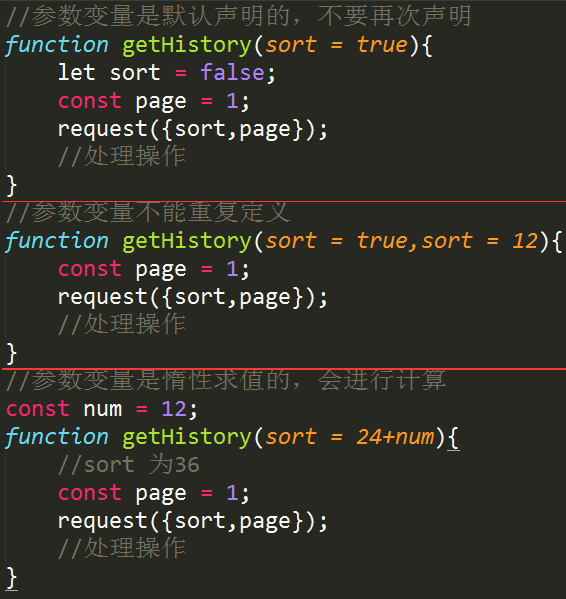 //参数变量是默认声明的，不要再次声明
function getHistory(sort = true){
    let sort = false;
    const page = 1;
    request({sort,page});
    //处理操作
}
//参数变量不能重复定义
function getHistory(sort = true,sort = 12){
    const page = 1;
    request({sort,page});
    //处理操作
}
//参数变量是惰性求值的，会进行计算
const num = 12;
function getHistory(sort = 24+num){
    //sort 为36
    const page = 1;
    request({sort,page});
    //处理操作
}